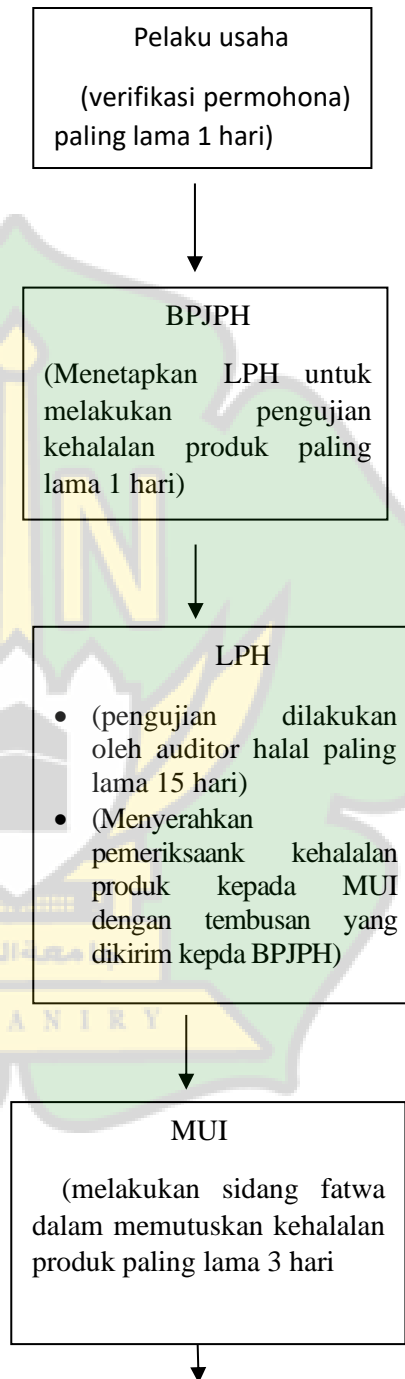 Pelaku usaha
(verifikasi permohona)
paling lama 1 hari)
BPJPH
(Menetapkan LPH untuk
melakukan pengujian
kehalalan produk paling
lama 1 hari)
LPH
• (pengujian dilakukan
oleh auditor halal paling
lama 15 hari)
• (Menyerahkan
pemeriksaank kehalalan
produk kepada MUI
dengan tembusan yang
dikirim kepda BPJPH)
A N I R Y
MUI
(melakukan sidang fatwa
dalam memutuskan kehalalan
produk paling lama 3 hari